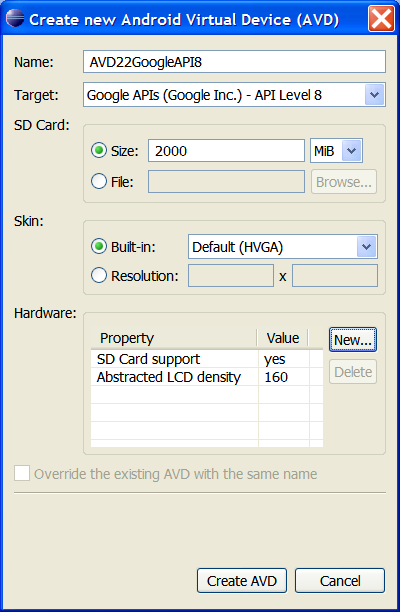 Create new Android Virtual Device (AVD)
Name: AVD22GoogleAPI8
Target: Google APIs (Google Inc.) - API Level 8
SD Card:
Size: 2000 MiB
File: Browse...
Skin:
Built-in: Default (HVGA)
Resolution: x
Hardware:
Property Value New...
SD Card support yes
Abstracted LCD density 160 Delete
Override the existing AVD with the same name
Create AVD Cancel